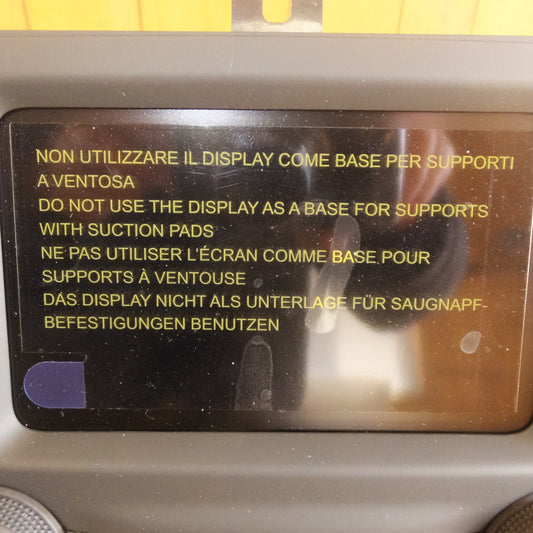 NON UTILIZZARE IL DISPLAY COME BASE PER SUPPORTI
A VENTOSA
DO NOT USE THE DISPLAY AS A BASE FOR SUPPORTS
WITH SUCTION PADS
NE PAS UTILISER L'ÉCRAN COMME BASE POUR
SUPPORTS À VENTOUSE
DAS DISPLAY NICHT ALS UNTERLAGE FÜR SAUGNAPF-
BEFESTIGUNGEN BENUTZEN